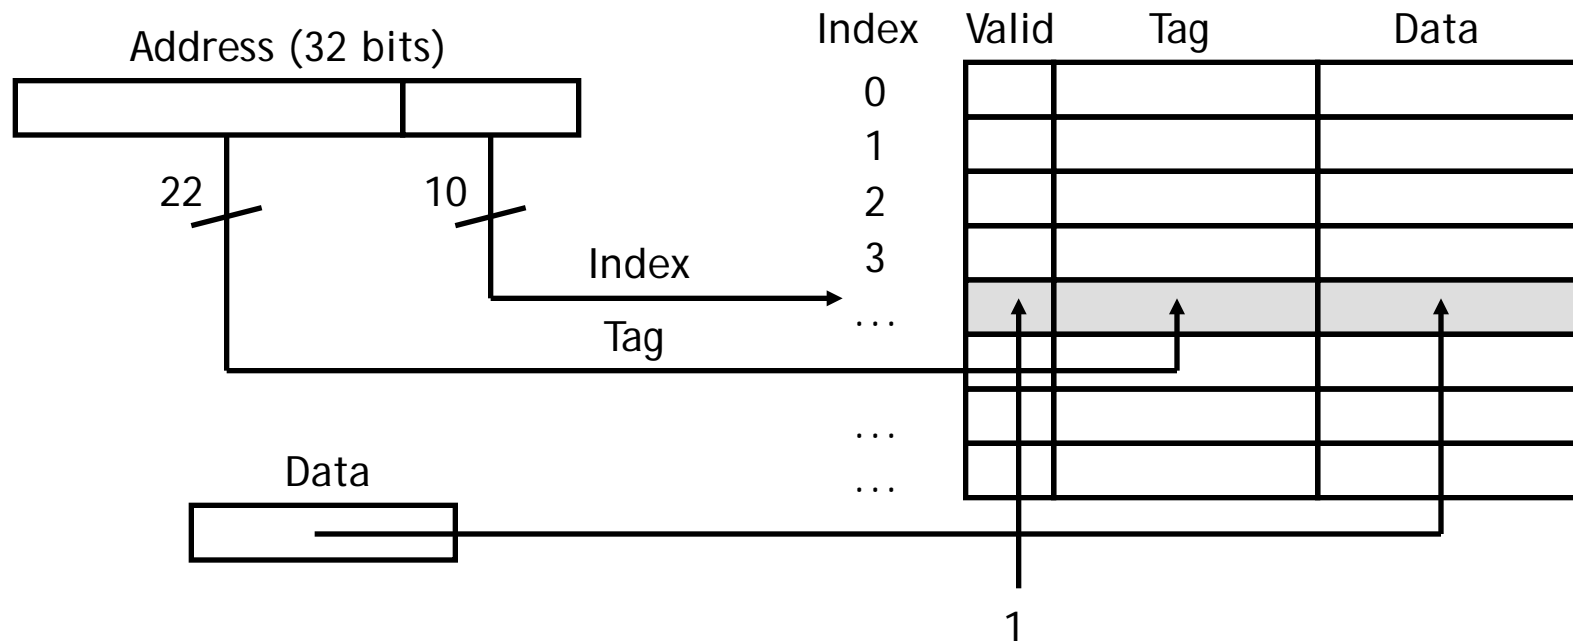 Address (32 bits)
Index Valid Tag Data
0
1
22 10
2
3
Index
...
Tag
...
Data
...
1